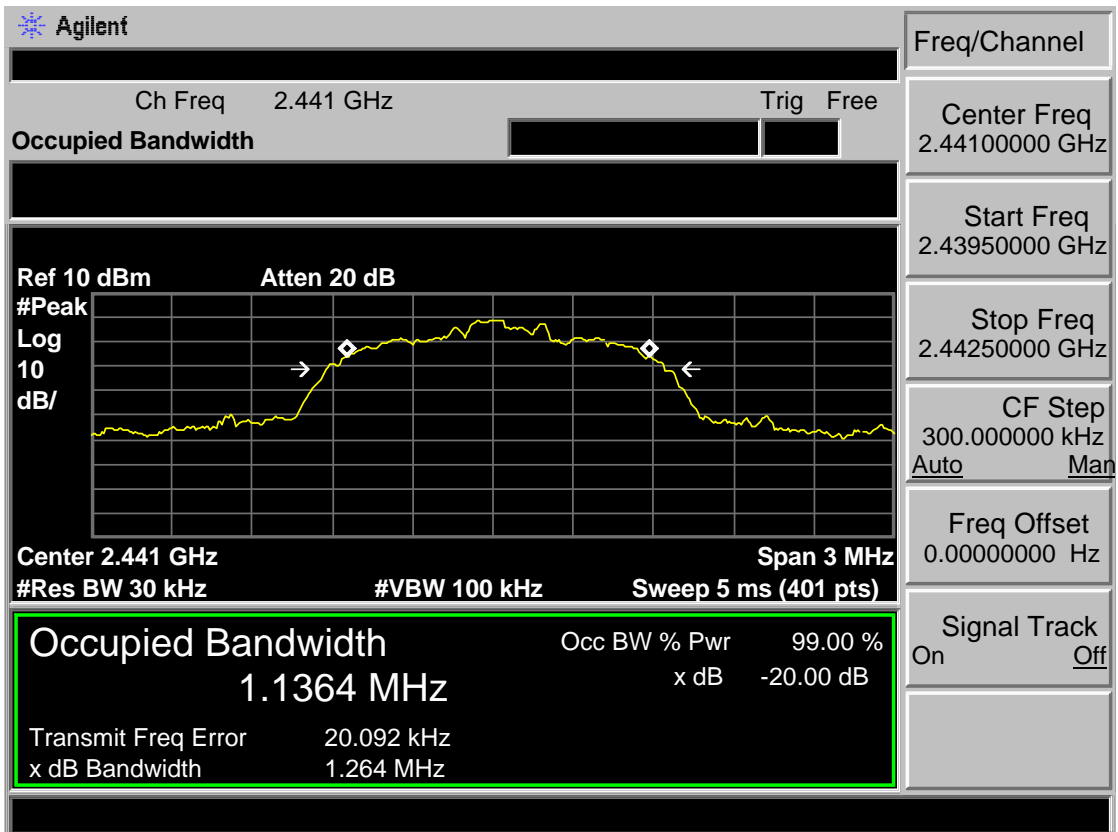 Agilent
Freq/Channel
Ch Freq 2.441 GHz Trig Free
Occupied Bandwidth
Center Freq
2.44100000 GHz
Start Freq
2.43950000 GHz
Stop Freq
2.44250000 GHz
CF Step
300.000000 kHz
Auto Man
Freq Offset
0.00000000 Hz
Signal Track
On Off
Ref 10 dBm Atten 20 dB
#Peak
Log
10
dB/
Center 2.441 GHz Span 3 MHz
#Res BW 30 kHz #VBW 100 kHz Sweep 5 ms (401 pts)
Occupied Bandwidth Occ BW % Pwr 99.00 %
1.1364 MHz x dB -20.00 dB
Transmit Freq Error 20.092 kHz
x dB Bandwidth 1.264 MHz